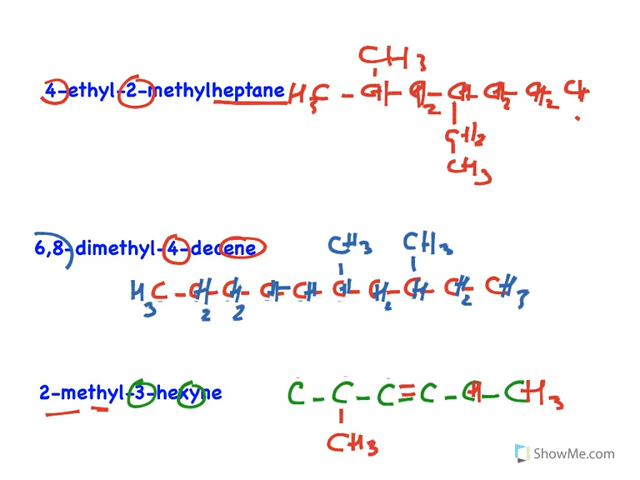 CH3
4-ethyl-2-methylheptane H3C - CH - CH2 - CH - CH2 - CH2 - CH
CH2
CH3
6,8-dimethyl-4-decene
CH3 CH3
H3C - CH2 - CH2 - CH - CH - CH - CH2 - CH - CH2 - CH3
2-methyl-3-hexyne C - C - C = C - CH - CH3
CH3
ShowMe.com